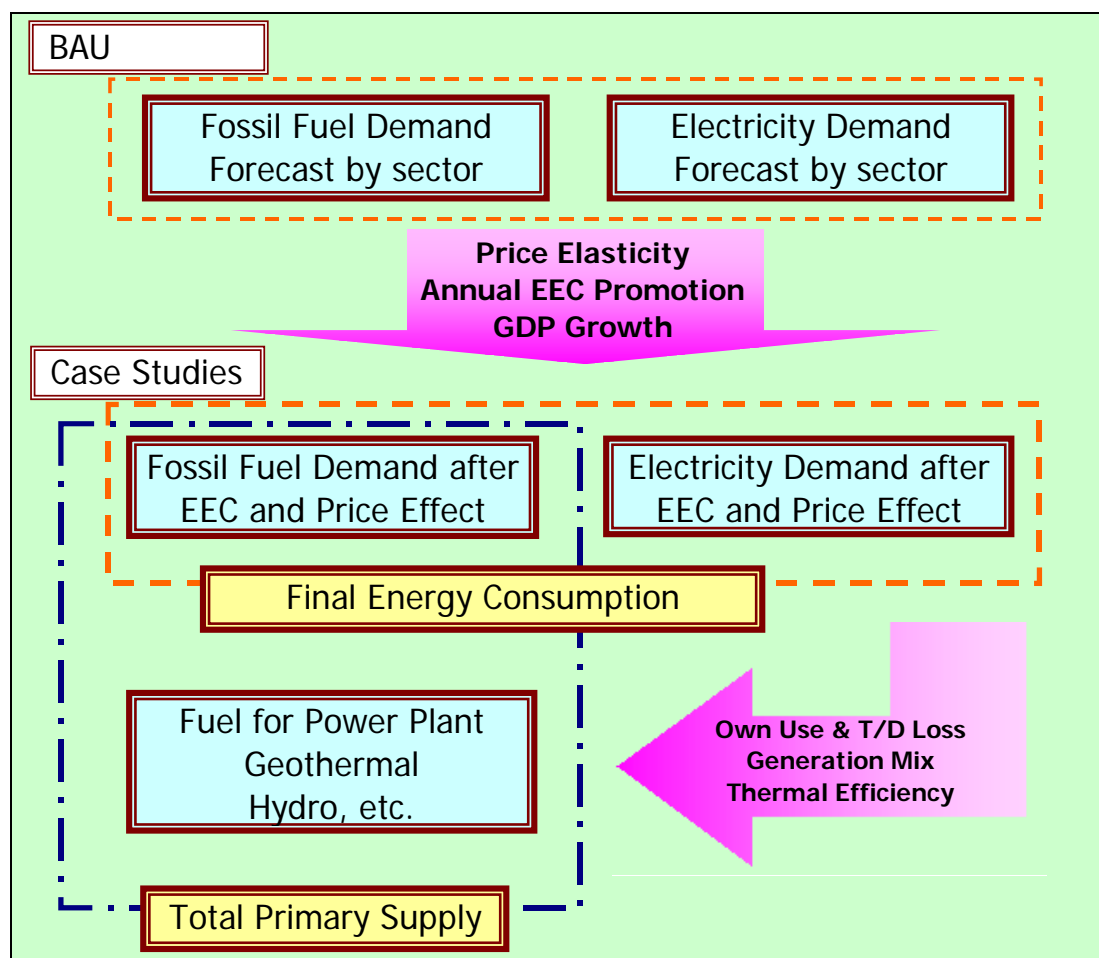 BAU
Fossil Fuel Demand
Forecast by sector
Electricity Demand
Forecast by sector
Price Elasticity
Annual EEC Promotion
GDP Growth
Case Studies
Fossil Fuel Demand after
EEC and Price Effect
Electricity Demand after
EEC and Price Effect
Final Energy Consumption
Fuel for Power Plant
Geothermal
Hydro, etc.
Own Use & T/D Loss
Generation Mix
Thermal Efficiency
Total Primary Supply